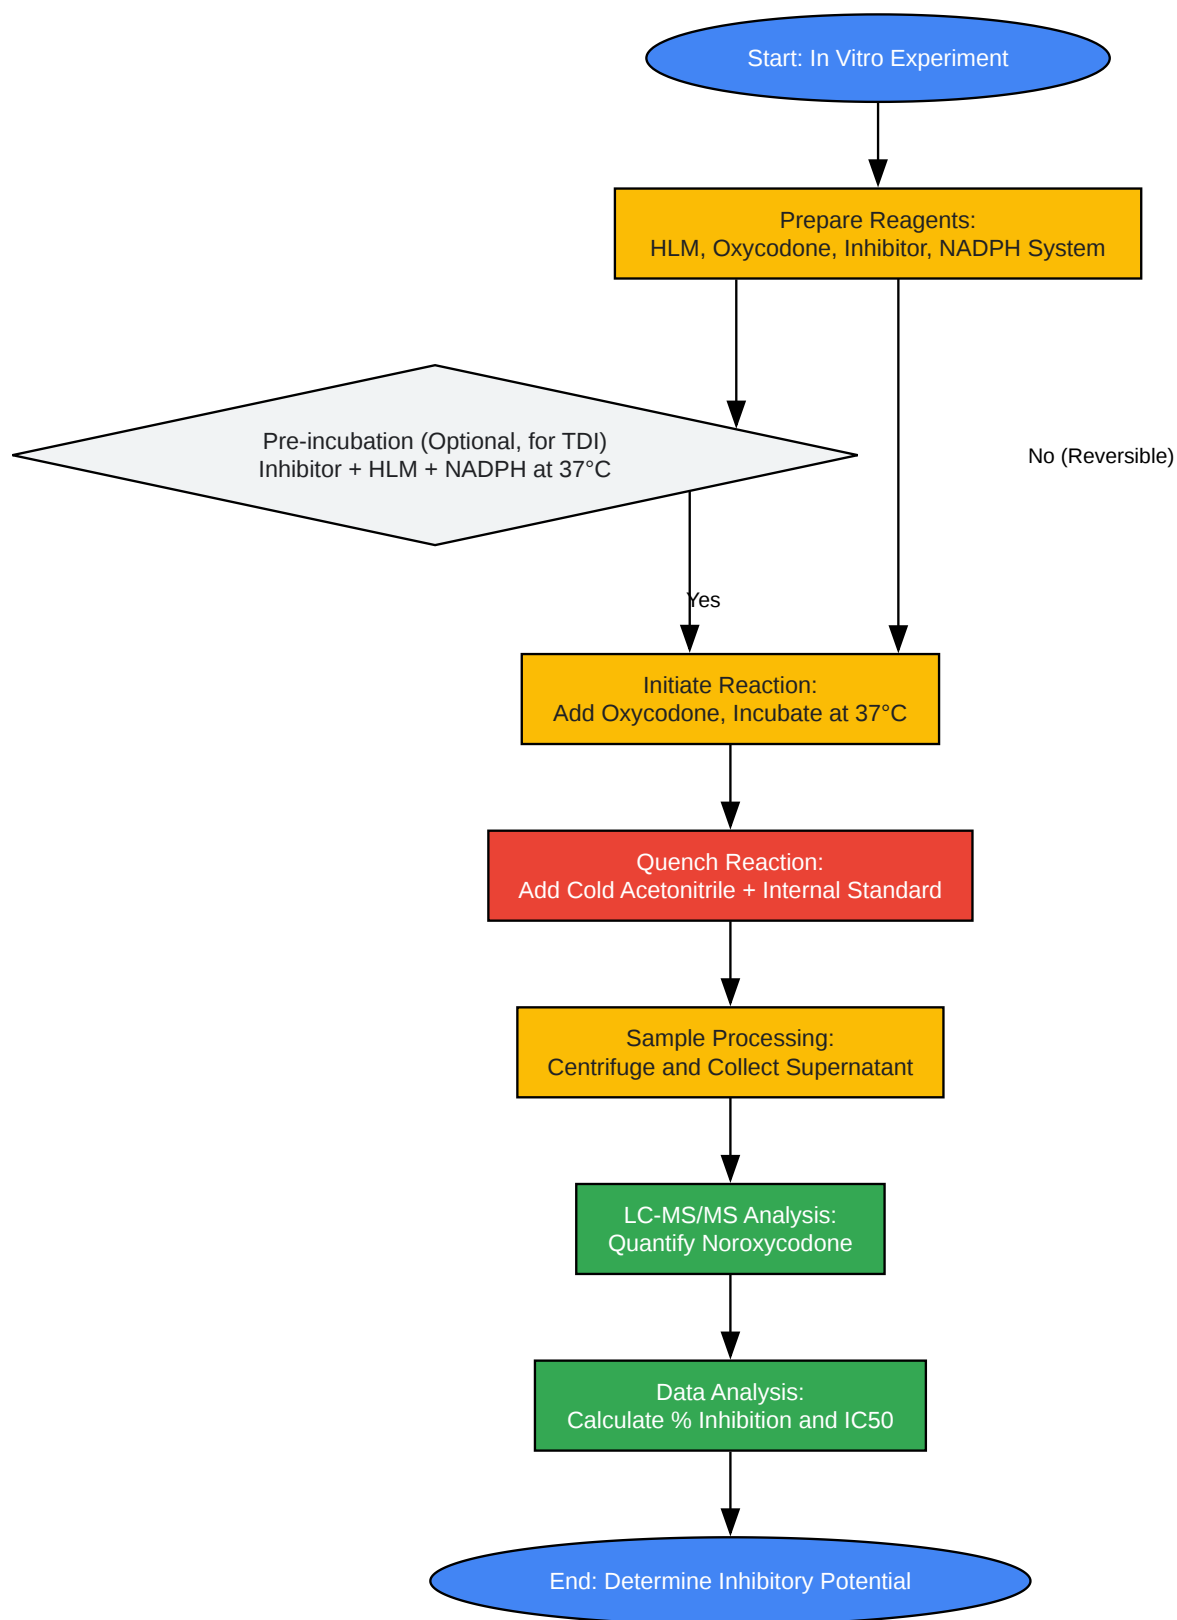 Start: In Vitro Experiment
Prepare Reagents:
HLM, Oxycodone, Inhibitor, NADPH System
Pre-incubation (Optional, for TDI)
Inhibitor + HLM + NADPH at 37°C
No (Reversible)
Yes
Initiate Reaction:
Add Oxycodone, Incubate at 37°C
Quench Reaction:
Add Cold Acetonitrile + Internal Standard
Sample Processing:
Centrifuge and Collect Supernatant
LC-MS/MS Analysis:
Quantify Noroxycodone
Data Analysis:
Calculate % Inhibition and IC50
End: Determine Inhibitory Potential